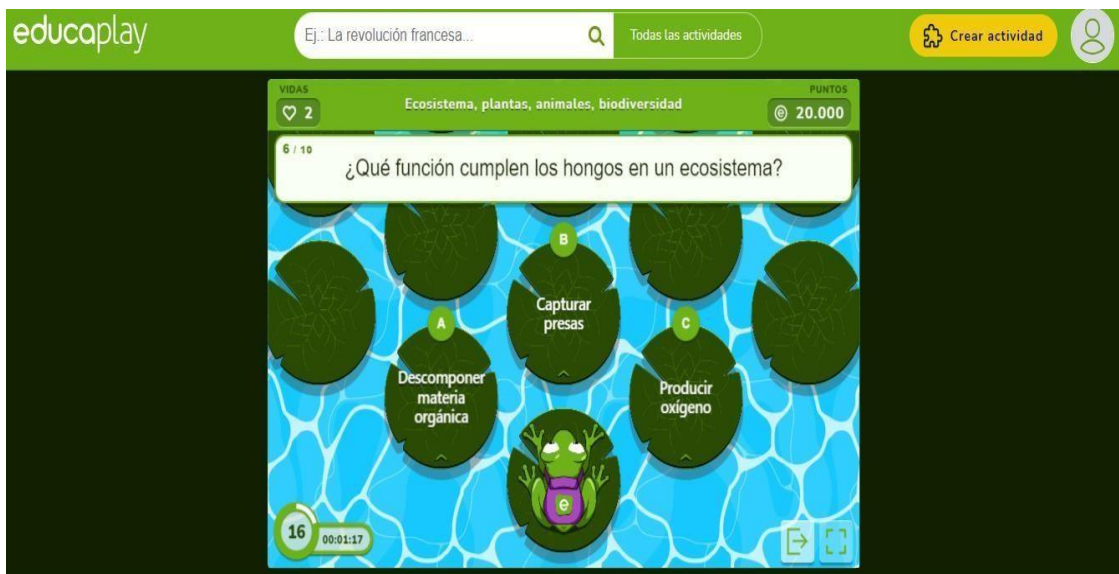 educaplay
Ej.: La revolución francesa...
Todas las actividades
Crear actividad
VIDAS
2
Ecosistema, plantas, animales, biodiversidad
PUNTOS
e 20.000
6 / 10
¿Qué función cumplen los hongos en un ecosistema?
B
Capturar
presas
A
Descomponer
materia
orgánica
C
Producir
oxígeno
e
16
00:01:17